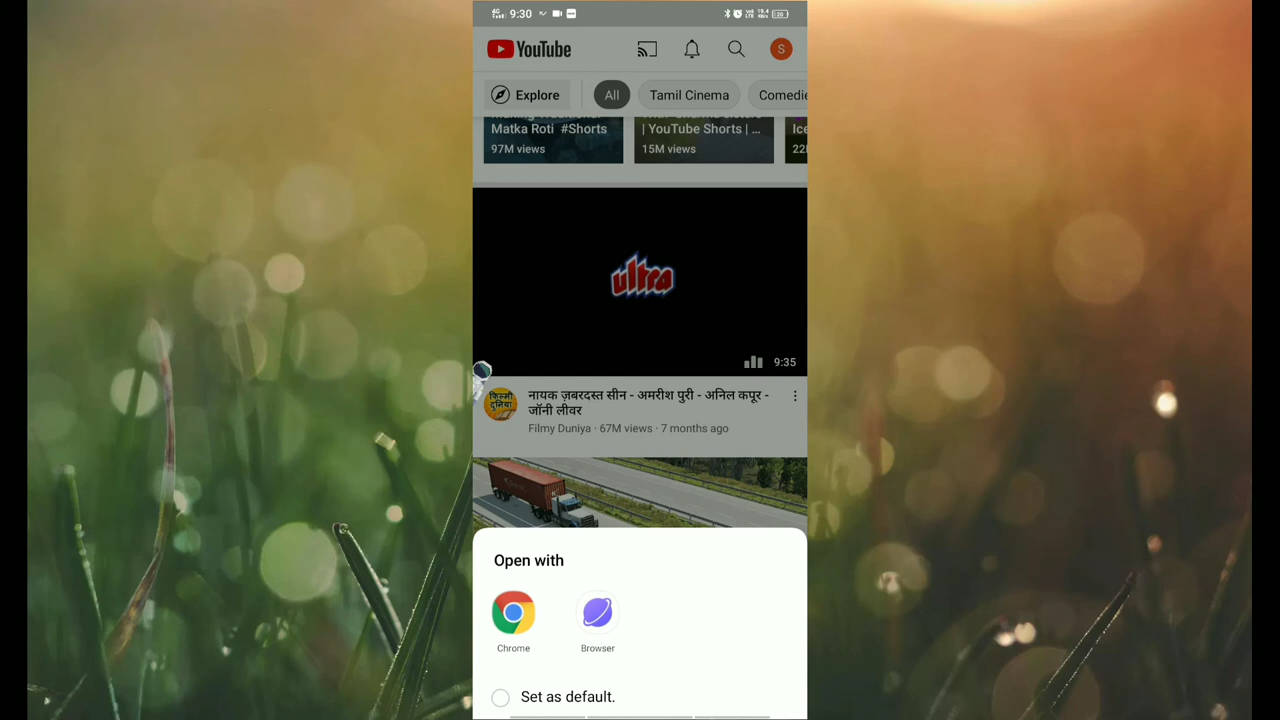 4G 9:30
YouTube
S
Explore
All
Tamil Cinema
Matka Roti #Shorts
97M views
| YouTube Shorts | ...
15M views
Ice
ultra
9:35
नायक ज़बरदस्त सीन - अमरीश पुरी - अनिल कपूर -
जॉनी लीवर
Filmy Duniya · 67M views · 7 months ago
Open with
Chrome
Browser
Set as default.